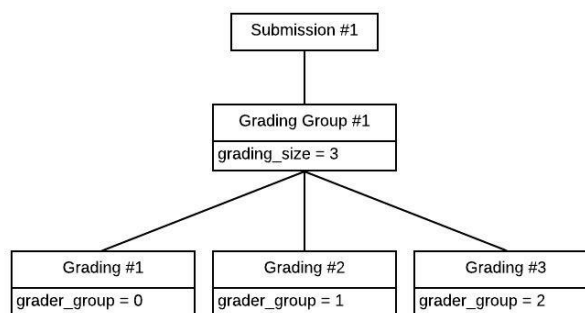 Submission #1
Grading Group #1
grading_size = 3
Grading #1
grader_group = 0
Grading #2
grader_group = 1
Grading #3
grader_group = 2